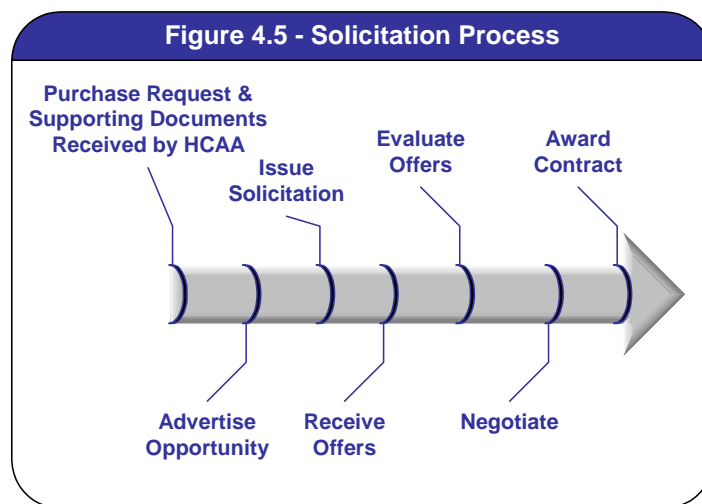 Figure 4.5 - Solicitation Process
Purchase Request &
Supporting Documents
Received by HCAA
Issue
Solicitation
Evaluate
Offers
Award
Contract
Advertise
Opportunity
Receive
Offers
Negotiate